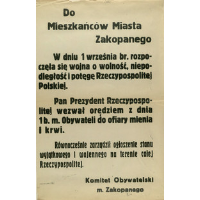 Do
Mieszkańców Miasta
Zakopanego
W dniu 1 września br. rozpo-
częła się wojna o wolność, niepo-
dległość i potęgę Rzeczypospolitej
Polskiej.
Pan Prezydent Rzeczypospo-
litej wezwał orędziem z dnia
1 b. m. Obywateli do ofiary mienia
i krwi.
Równocześnie zarządził ogłoszenie stanu
wyjątkowego i wojennego na terenie całej
Rzeczypospolitej.
Komitet Obywatelski
m. Zakopanego